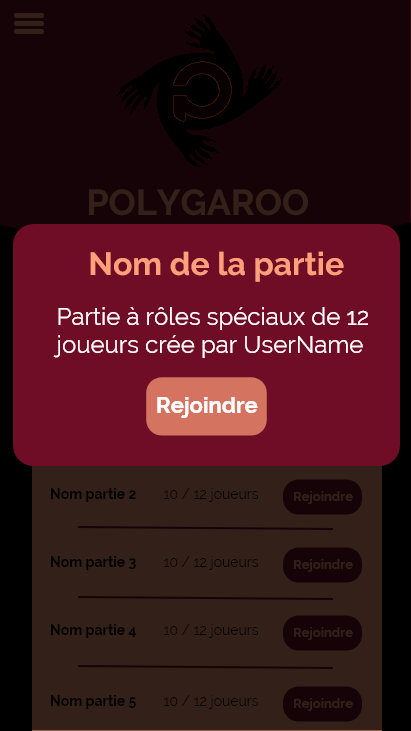 POLYGAROO
Nom de la partie
Partie à rôles spéciaux de 12
joueurs crée par UserName
Rejoindre
Nom partie 2 10 / 12 joueurs Rejoindre
Nom partie 3 10 / 12 joueurs Rejoindre
Nom partie 4 10 / 12 joueurs Rejoindre
Nom partie 5 10 / 12 joueurs Rejoindre